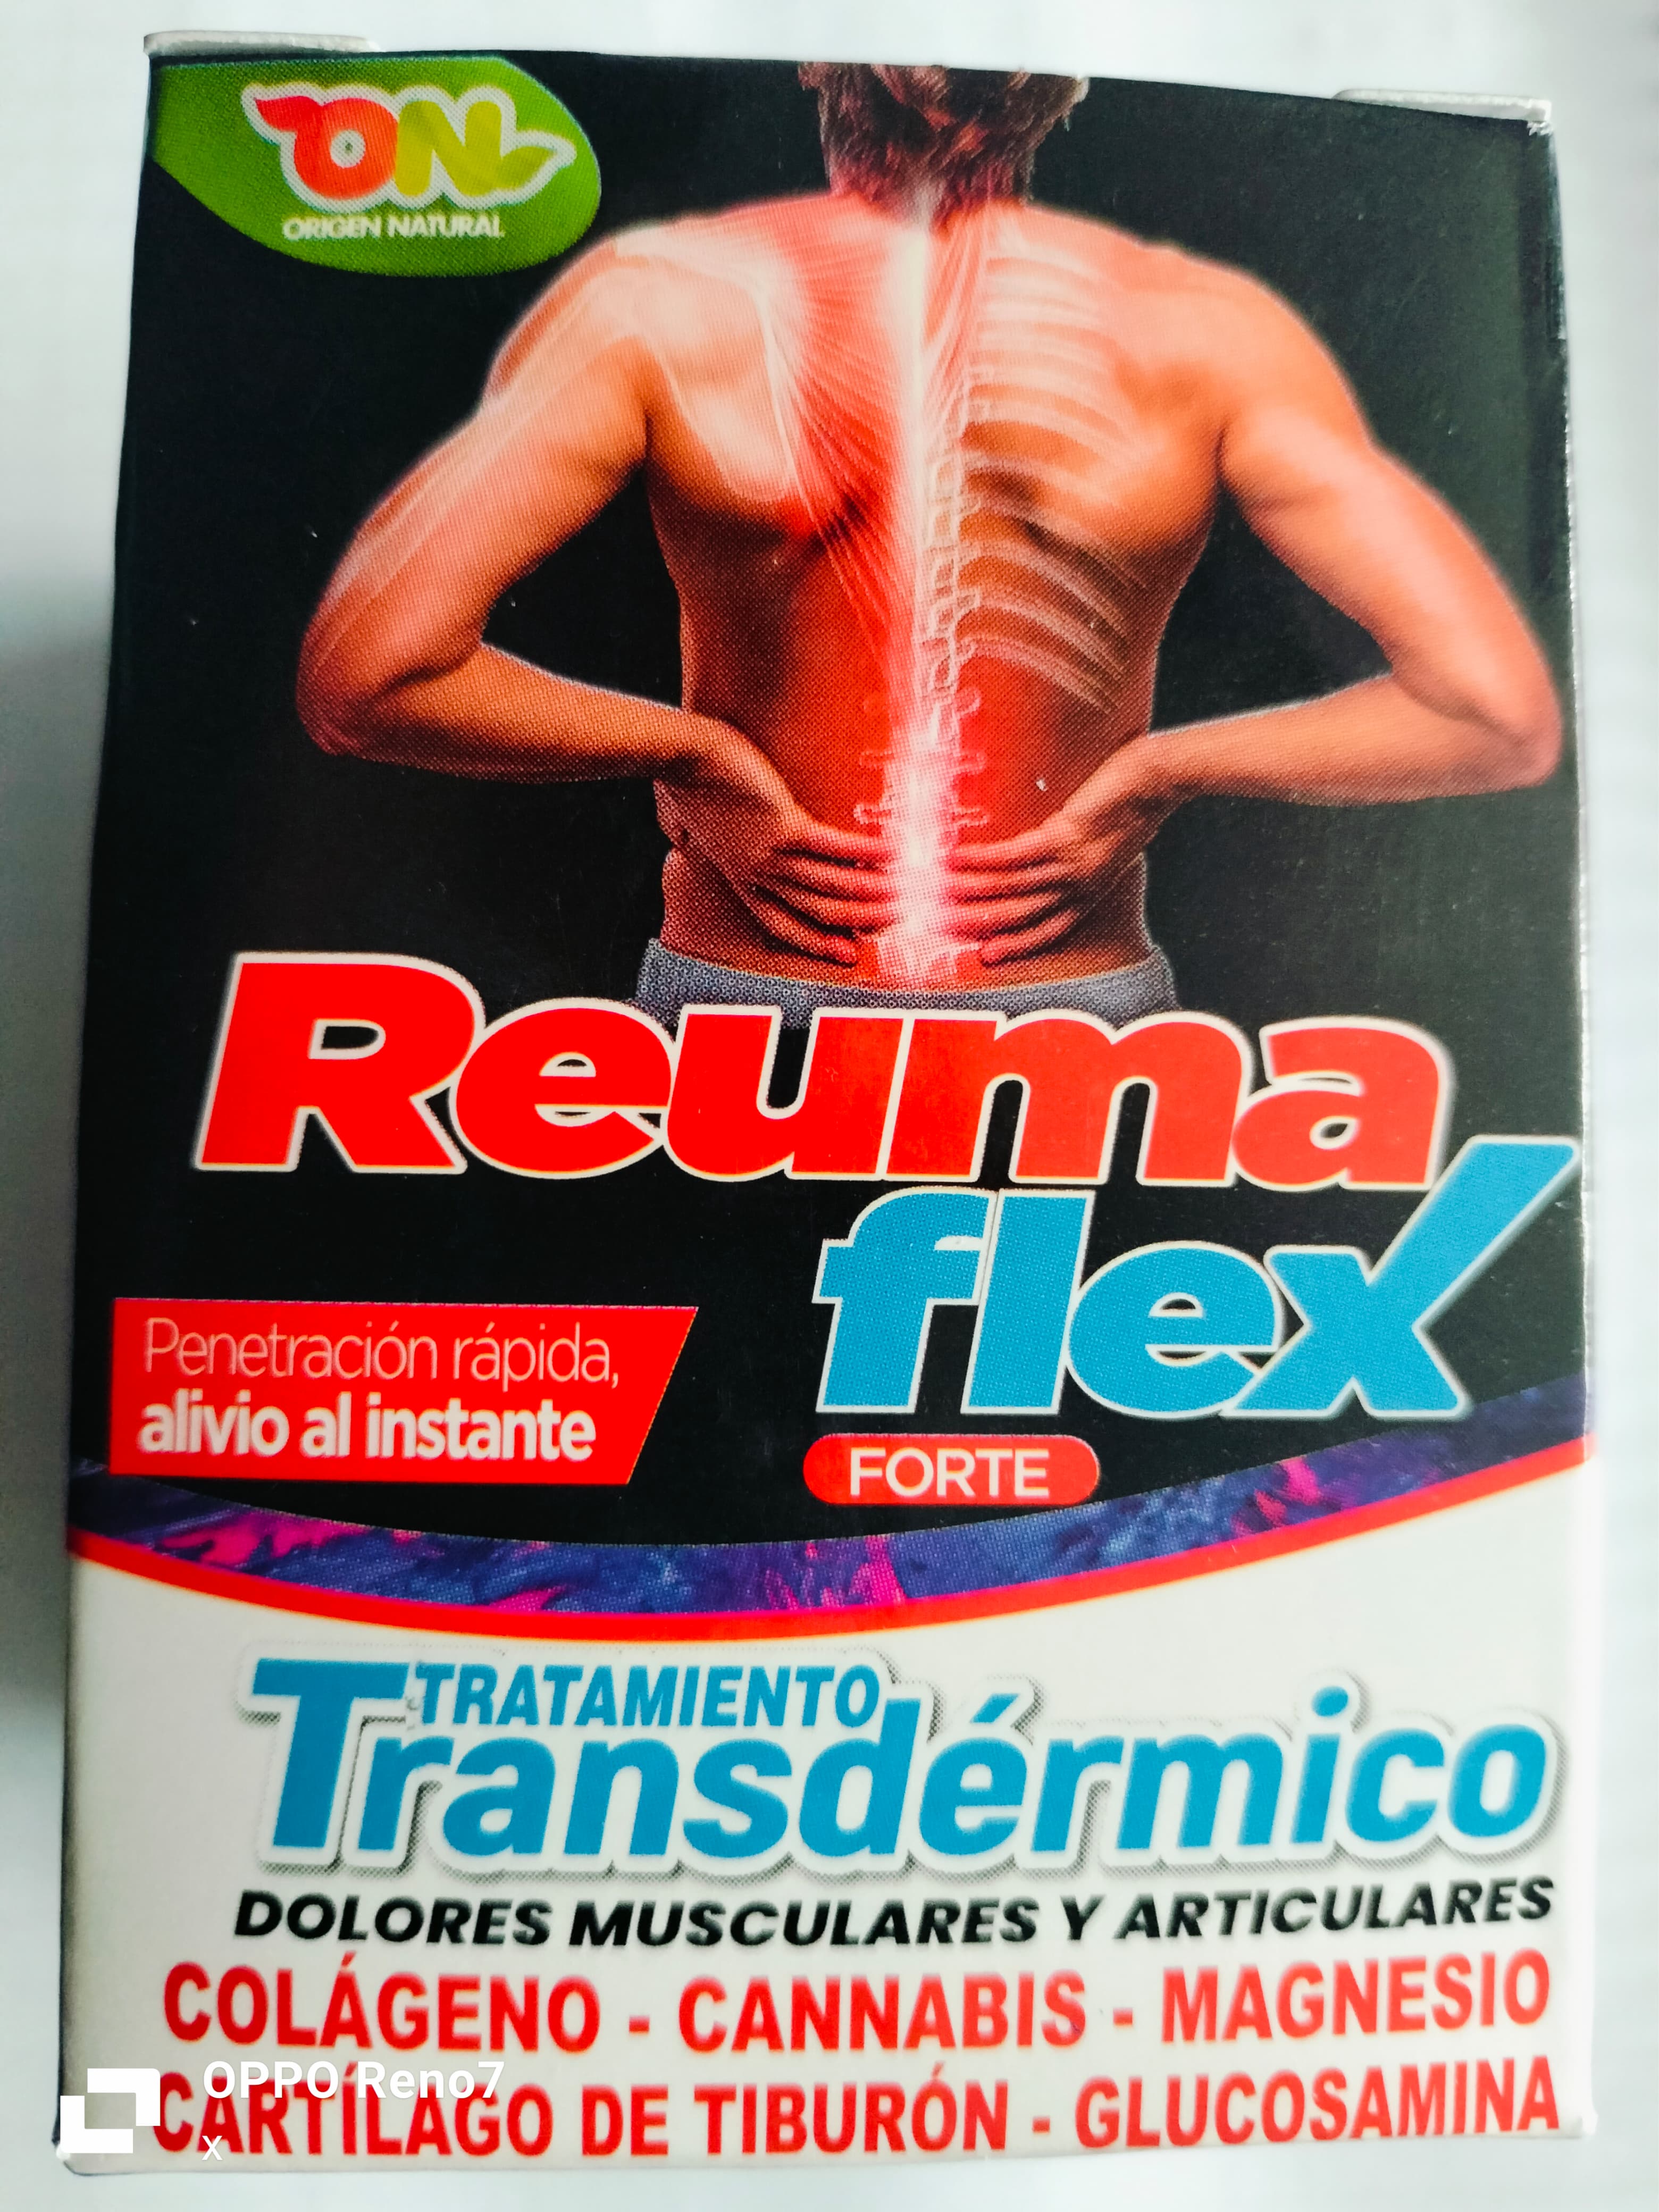 ON
ORIGEN NATURAL
Reuma
flex
Penetración rápida,
alivio al instante
FORTE
TRATAMIENTO
Transdérmico
DOLORES MUSCULARES Y ARTICULARES
COLÁGENO - CANNABIS - MAGNESIO
CARTÍLAGO DE TIBURÓN - GLUCOSAMINA
OPPO Reno7
X